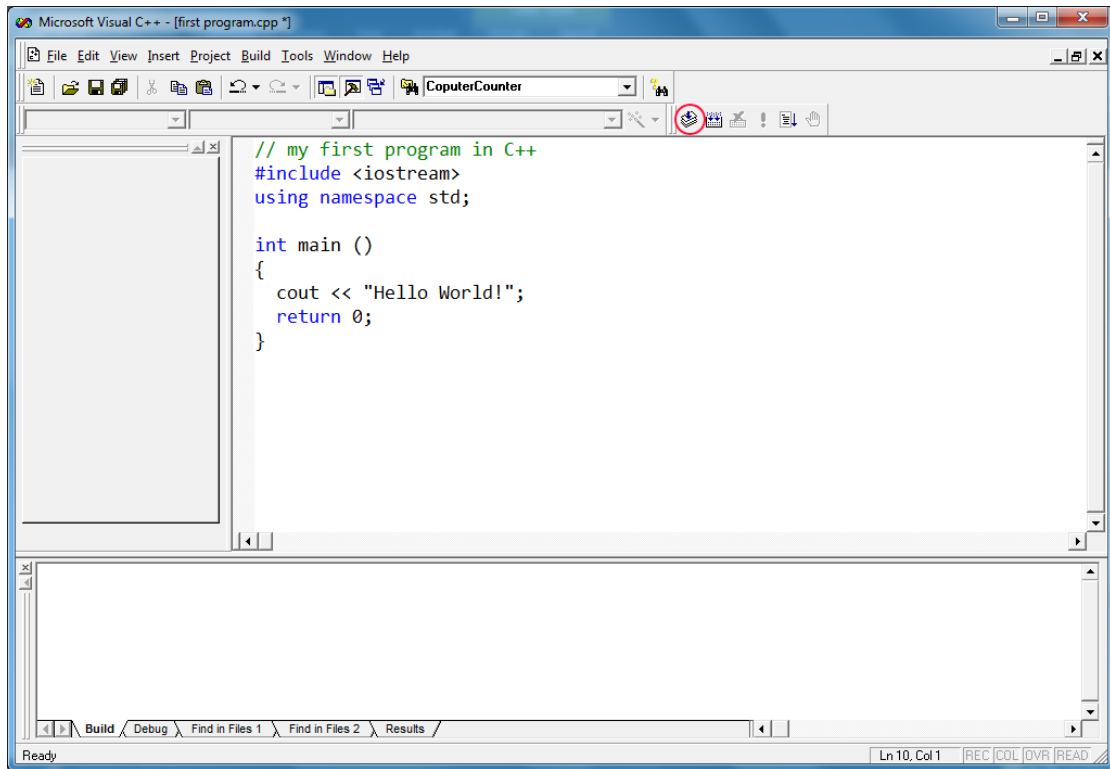 Microsoft Visual C++ - [first program.cpp *]
File Edit View Insert Project Build Tools Window Help
CoputerCounter
// my first program in C++
#include <iostream>
using namespace std;
int main ()
{
cout << "Hello World!";
return 0;
}
Build Debug Find in Files 1 Find in Files 2 Results
Ready Ln 10, Col 1 REC COL OVR READ